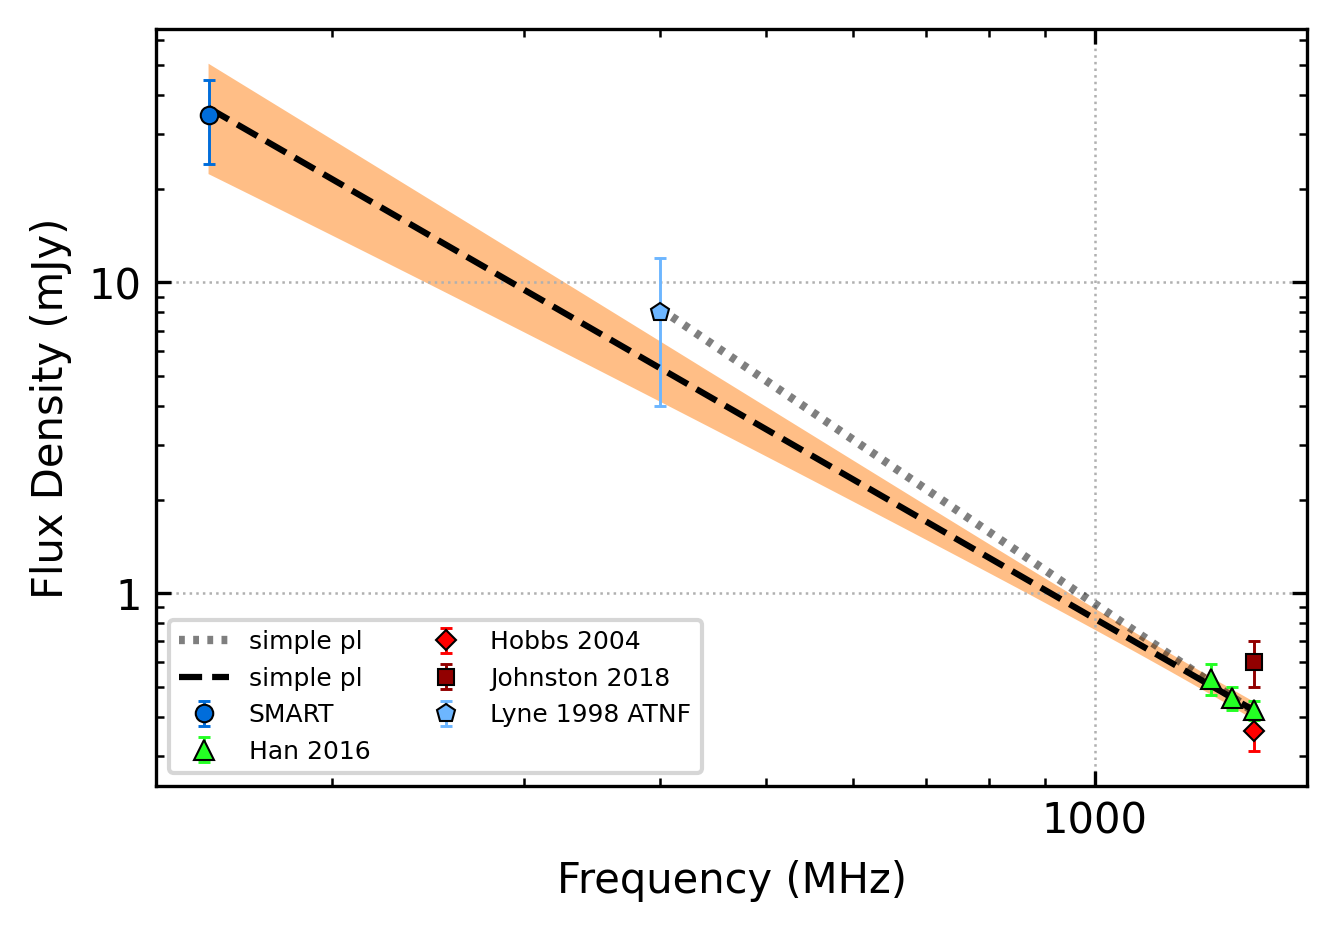 Flux Density (mJy)
10
1
simple pl
simple pl
SMART
Han 2016
Hobbs 2004
Johnston 2018
Lyne 1998 ATNF
1000
Frequency (MHz)